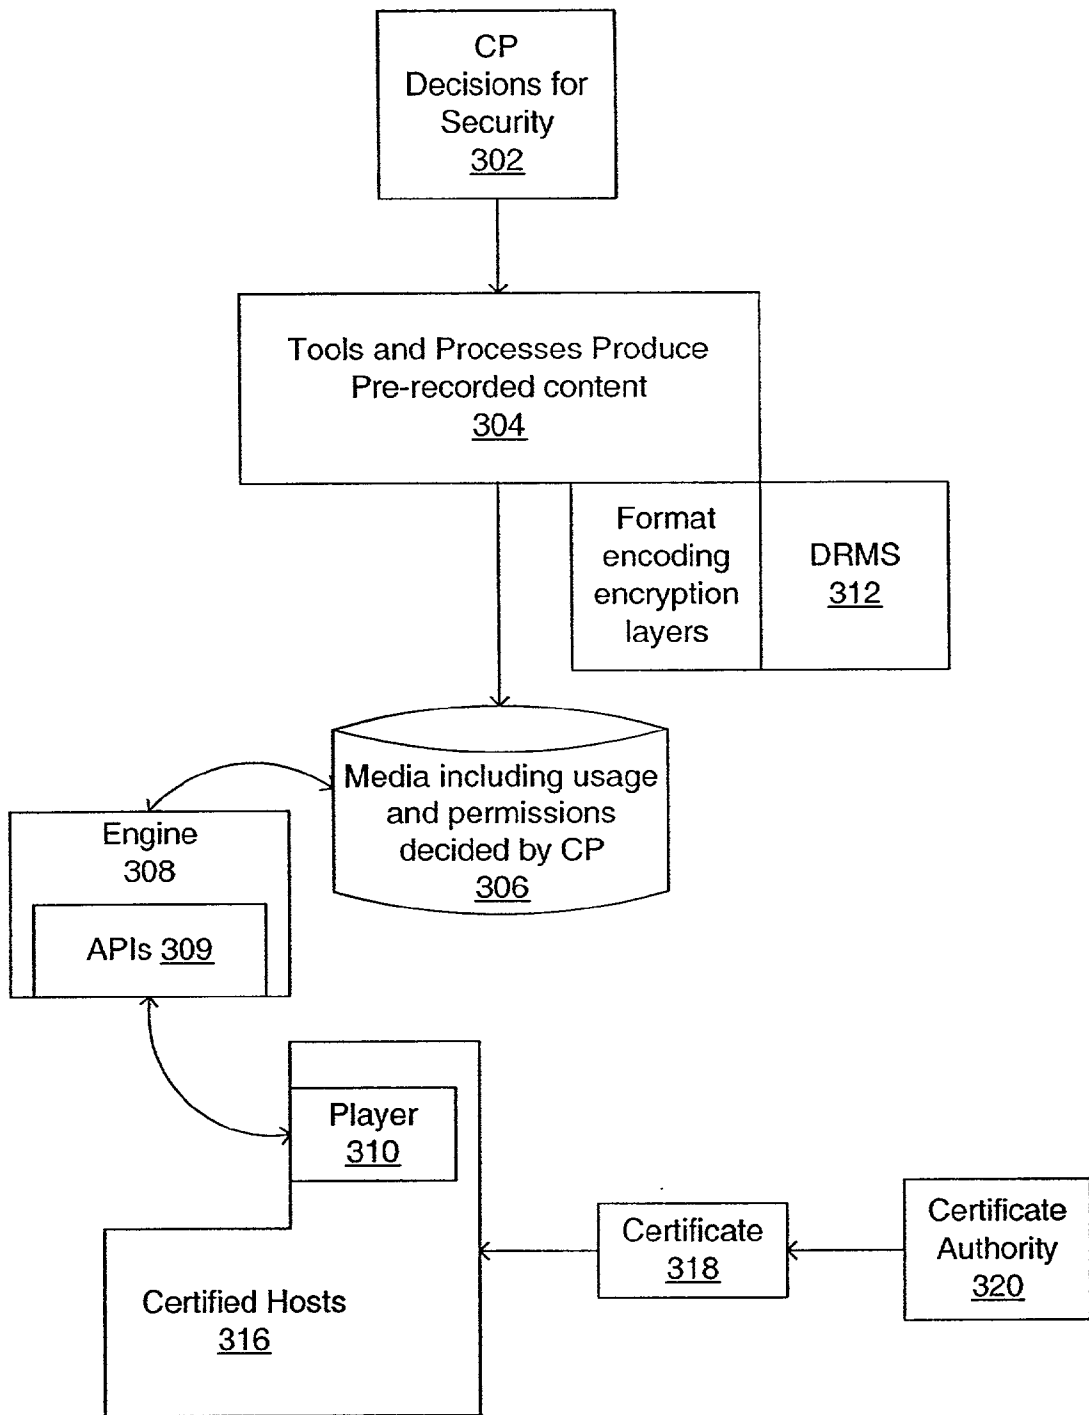 CP
Decisions for
Security
302
Tools and Processes Produce
Pre-recorded content
304
Format
encoding
encryption
layers
DRMS
312
Media including usage
and permissions
decided by CP
306
Engine
308
APIs 309
Player
310
Certified Hosts
316
Certificate
318
Certificate
Authority
320